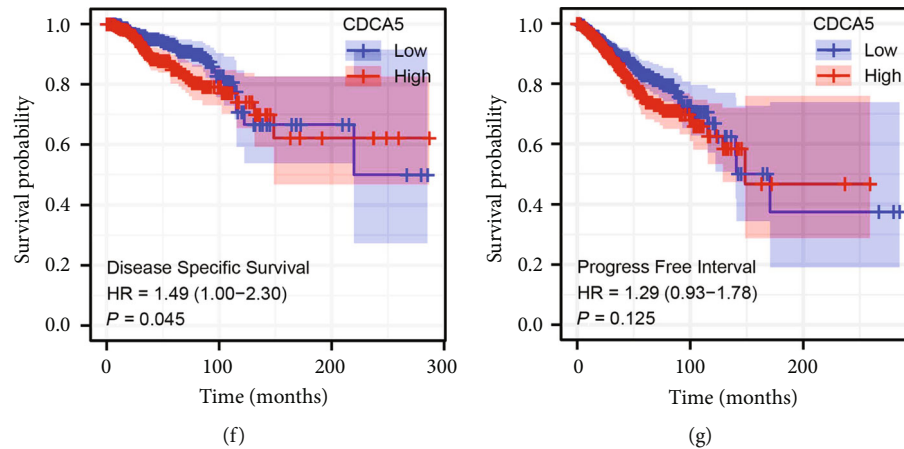 CDCA5
Low
High
1.0
0.8
0.6
0.4
0.2
0.0
Survival probability
Disease Specific Survival
HR = 1.49 (1.00−2.30)
P = 0.045
0 100 200 300
Time (months)
(f)
CDCA5
Low
High
1.0
0.8
0.6
0.4
0.2
0.0
Survival probability
Progress Free Interval
HR = 1.29 (0.93−1.78)
P = 0.125
0 100 200
Time (months)
(g)